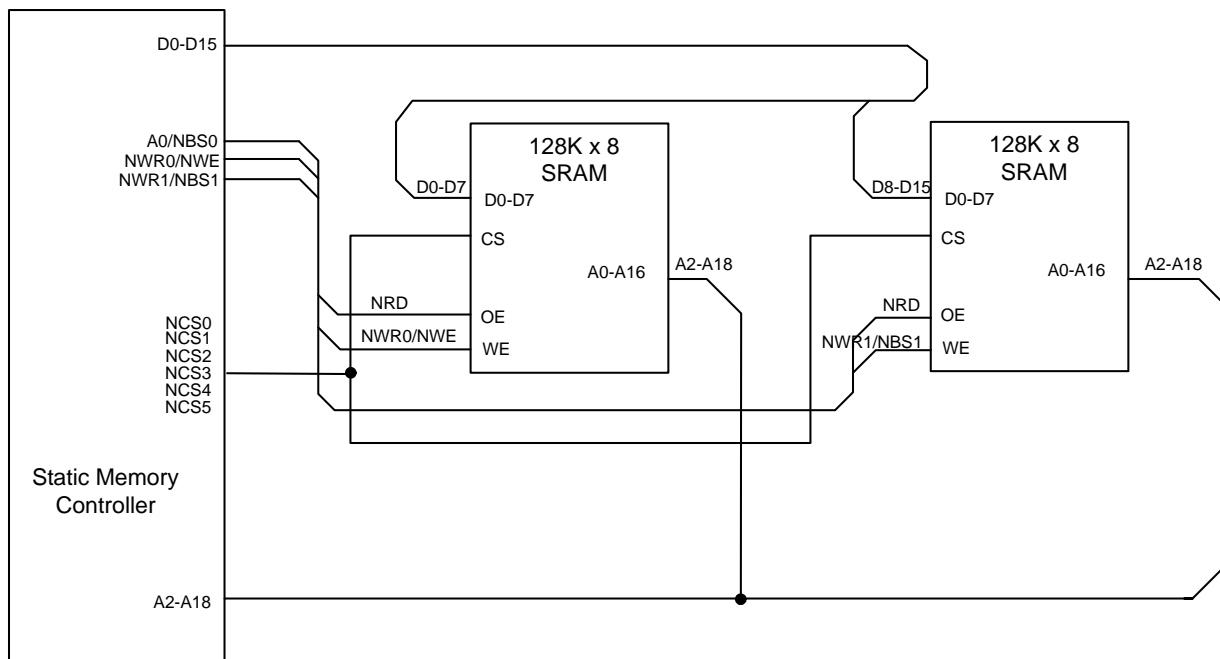 D0-D15
A0/NBS0
NWR0/NWE
NWR1/NBS1
NCS0
NCS1
NCS2
NCS3
NCS4
NCS5
Static Memory
Controller
A2-A18
128K x 8
SRAM
D0-D7
D0-D7
CS
A0-A16
A2-A18
NRD
OE
NWR0/NWE
WE
128K x 8
SRAM
D8-D15
D0-D7
CS
A0-A16
A2-A18
NRD
OE
NWR1/NBS1
WE